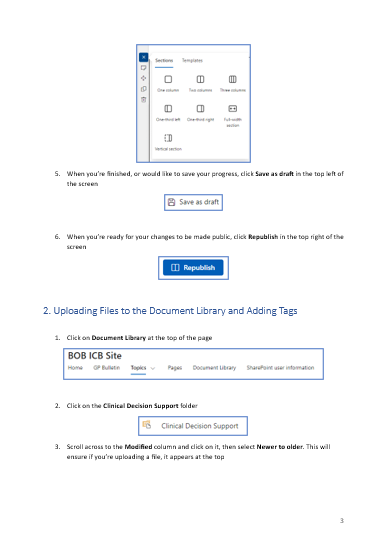 Sections Templates
One column Two columns Three columns
One-third left One-third right Full-width section
Vertical section
5. When you're finished, or would like to save your progress, click Save as draft in the top left of
the screen
Save as draft
6. When you're ready for your changes to be made public, click Republish in the top right of the
screen
Republish
2. Uploading Files to the Document Library and Adding Tags
1. Click on Document Library at the top of the page
BOB ICB Site
Home GP Bulletin Topics Pages Document Library SharePoint user information
2. Click on the Clinical Decision Support folder
Clinical Decision Support
3. Scroll across to the Modified column and click on it, then select Newer to older. This will
ensure if you're uploading a file, it appears at the top
3